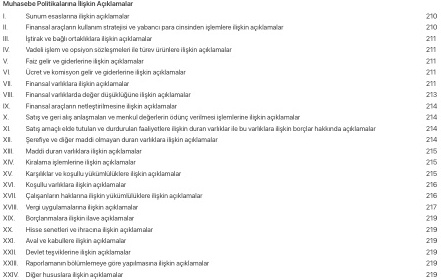 Muhasebe Politikalarına İlişkin Açıklamalar
I. Sunum esaslarına ilişkin açıklamalar 210
II. Finansal araçların kullanım stratejisi ve yabancı para cinsinden işlemlere ilişkin açıklamalar 210
III. İştirak ve bağlı ortaklıklara ilişkin açıklamalar 211
IV. Vadeli işlem ve opsiyon sözleşmeleri ile türev ürünlere ilişkin açıklamalar 211
V. Faiz gelir ve giderlerine ilişkin açıklamalar 211
VI. Ücret ve komisyon gelir ve giderlerine ilişkin açıklamalar 211
VII. Finansal varlıklara ilişkin açıklamalar 211
VIII. Finansal varlıklarda değer düşüklüğüne ilişkin açıklamalar 213
IX. Finansal araçların netleştirilmesine ilişkin açıklamalar 214
X. Satış ve geri alış anlaşmaları ve menkul değerlerin ödünç verilmesi işlemlerine ilişkin açıklamalar 214
XI. Satış amaçlı elde tutulan ve durdurulan faaliyetlere ilişkin duran varlıklar ile bu varlıklara ilişkin borçlar hakkında açıklamalar 214
XII. Şerefiye ve diğer maddi olmayan duran varlıklara ilişkin açıklamalar 214
XIII. Maddi duran varlıklara ilişkin açıklamalar 215
XIV. Kiralama işlemlerine ilişkin açıklamalar 215
XV. Karşılıklar ve koşullu yükümlülüklere ilişkin açıklamalar 215
XVI. Koşullu varlıklara ilişkin açıklamalar 216
XVII. Çalışanların haklarına ilişkin yükümlülüklere ilişkin açıklamalar 216
XVIII. Vergi uygulamalarına ilişkin açıklamalar 217
XIX. Borçlanmalara ilişkin ilave açıklamalar 219
XX. Hisse senetleri ve ihracına ilişkin açıklamalar 219
XXI. Aval ve kabullere ilişkin açıklamalar 219
XXII. Devlet teşviklerine ilişkin açıklamalar 219
XXIII. Raporlamanın bölümlemeye göre yapılmasına ilişkin açıklamalar 219
XXIV. Diğer hususlara ilişkin açıklamalar 219